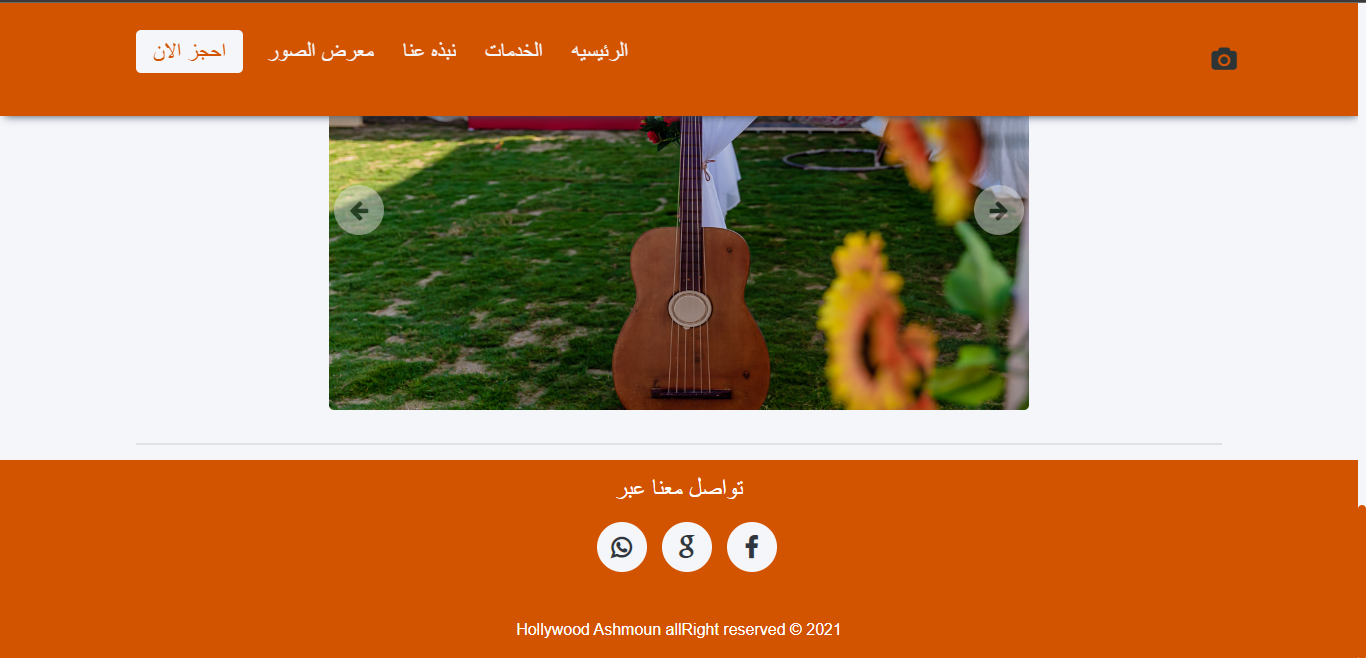 الرئيسيه
الخدمات
نبذه عنا
معرض الصور
احجز الان
تواصل معنا عبر
Hollywood Ashmoun allRight reserved © 2021